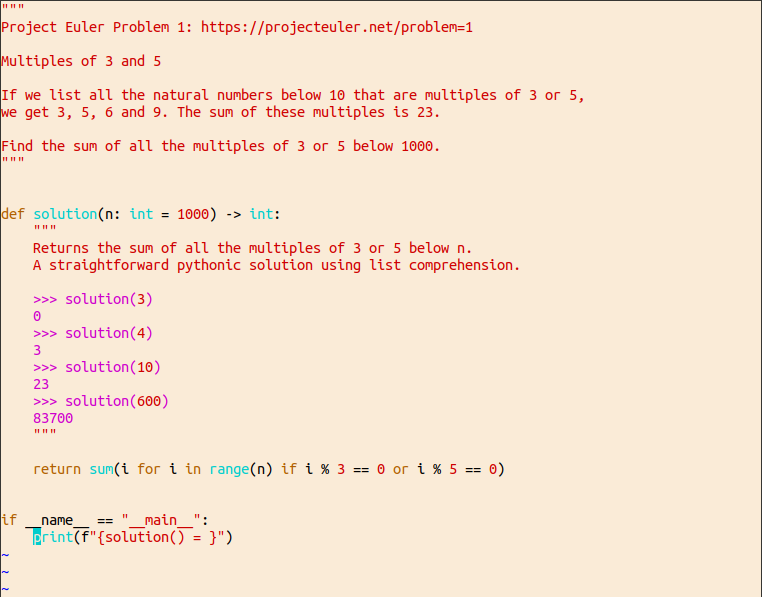 """
Project Euler Problem 1: https://projecteuler.net/problem=1

Multiples of 3 and 5

If we list all the natural numbers below 10 that are multiples of 3 or 5,
we get 3, 5, 6 and 9. The sum of these multiples is 23.

Find the sum of all the multiples of 3 or 5 below 1000.
"""


def solution(n: int = 1000) -> int:
    """
    Returns the sum of all the multiples of 3 or 5 below n.
    A straightforward pythonic solution using list comprehension.

    >>> solution(3)
    0
    >>> solution(4)
    3
    >>> solution(10)
    23
    >>> solution(600)
    83700
    """

    return sum(i for i in range(n) if i % 3 == 0 or i % 5 == 0)


if __name__ == "__main__":
    print(f"{solution() = }")
~
~
~